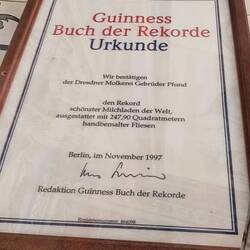 Guinness
Buch der Rekorde
Urkunde
Wir bestätigen
der Dresdner Molkerei Gebrüder Pfund
den Rekord
schönster Milchladen der Welt,
ausgestattet mit 247,90 Quadratmetern
handbemalter Fliesen
Berlin, im November 1997
Redaktion Guinness Buch der Rekorde